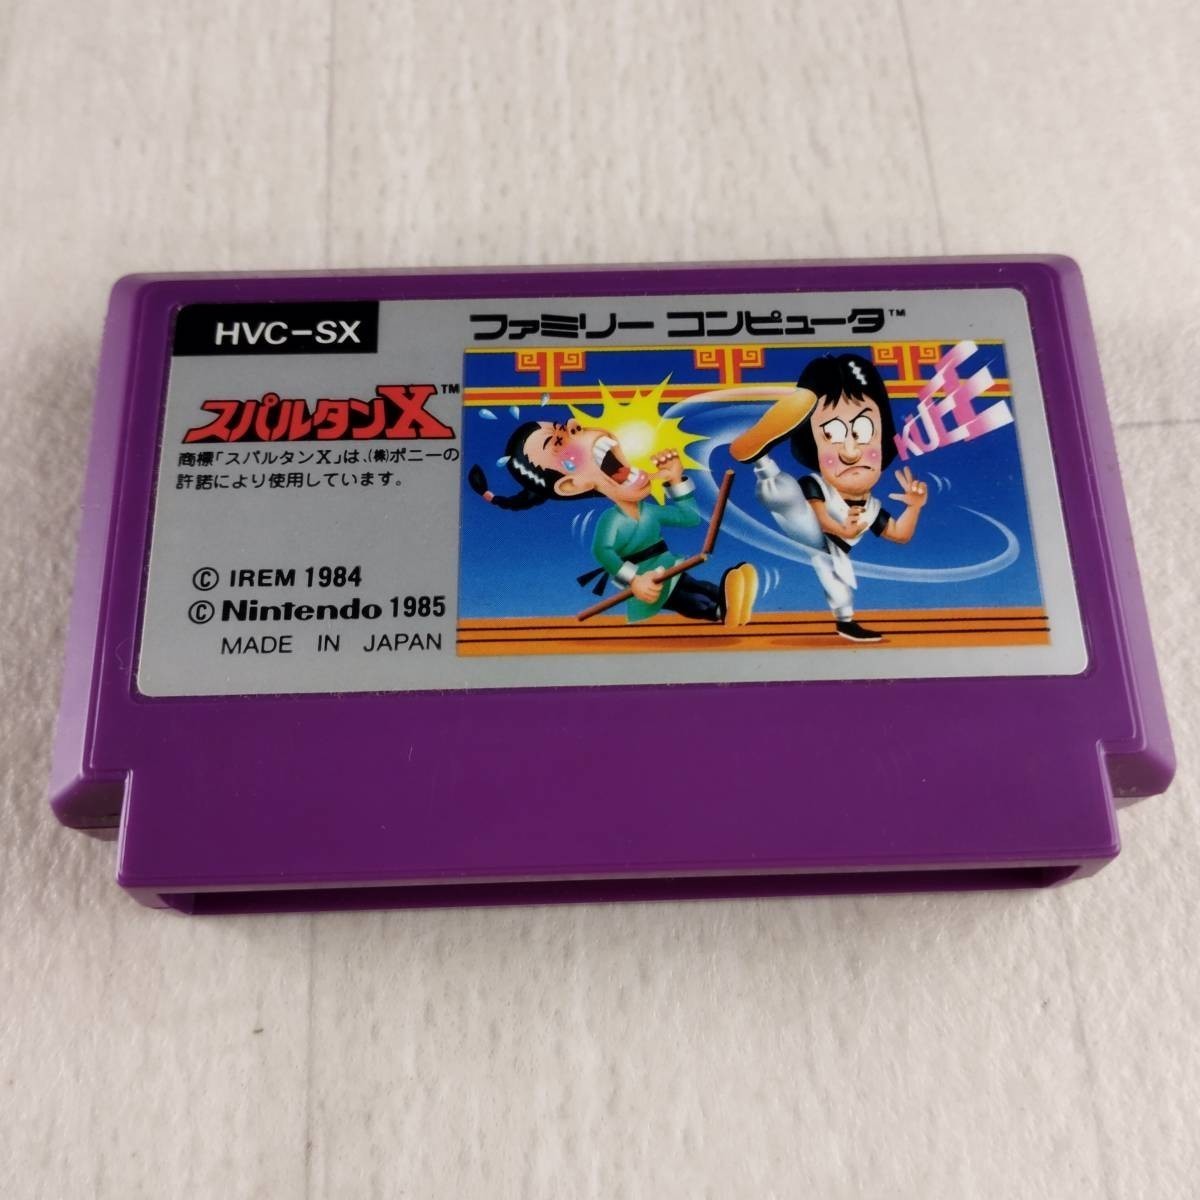 HVC-SX
ファミリー コンピュータ™
スパルタンX™
商標「スパルタンX」は、(株)ポニーの
許諾により使用しています。
© IREM 1984
© Nintendo 1985
MADE IN JAPAN
KUEEE